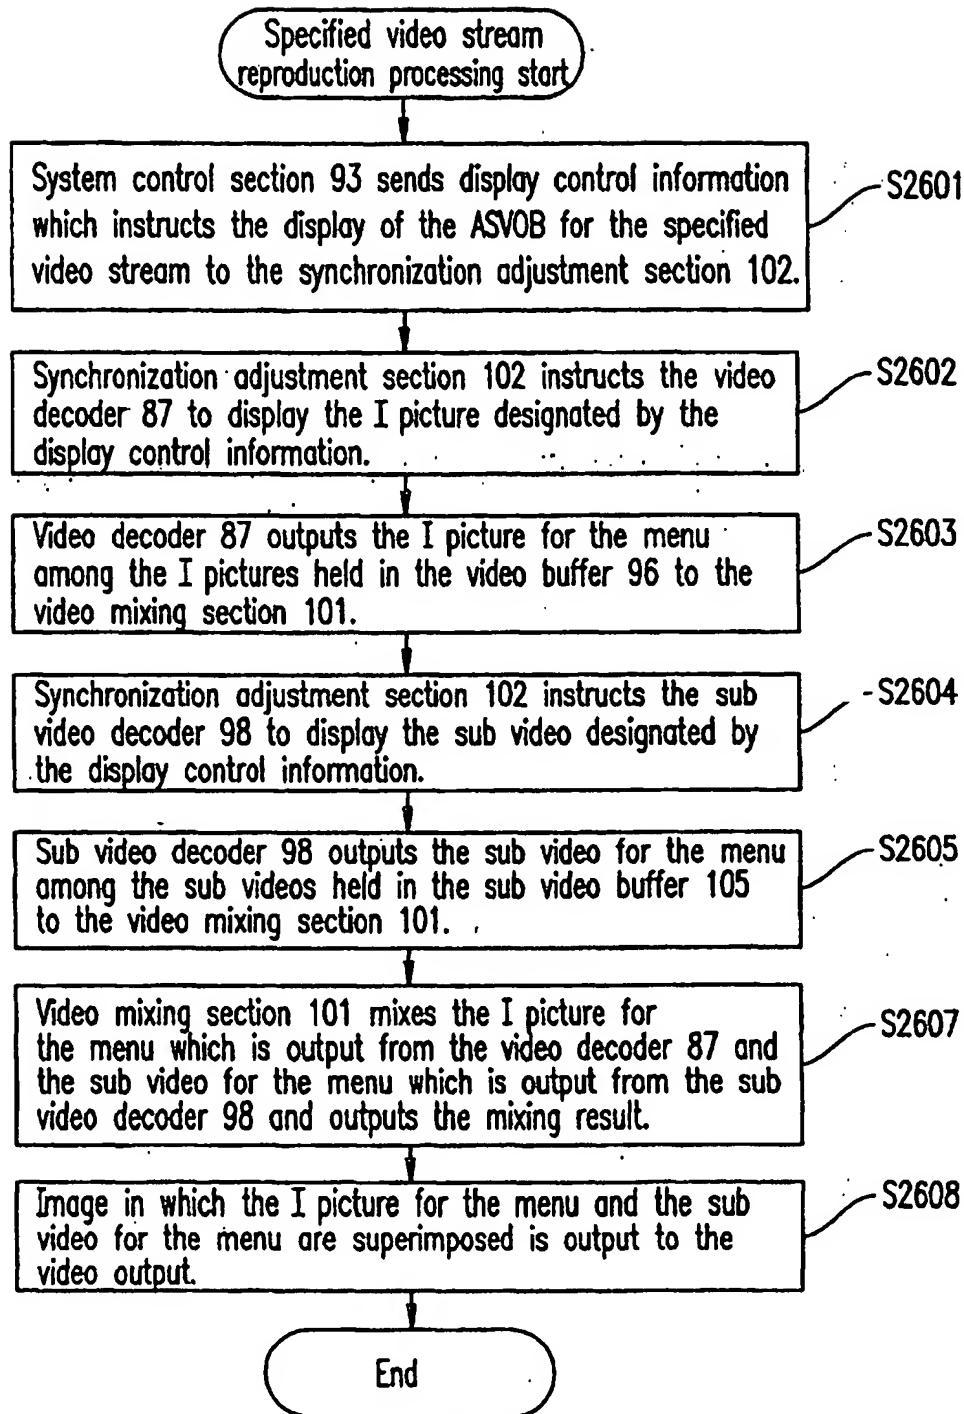 Specified video stream
reproduction processing start
System control section 93 sends display control information
which instructs the display of the ASVOB for the specified
video stream to the synchronization adjustment section 102.
S2601
Synchronization adjustment section 102 instructs the video
decoder 87 to display the I picture designated by the
display control information.
S2602
Video decoder 87 outputs the I picture for the menu
among the I pictures held in the video buffer 96 to the
video mixing section 101.
S2603
Synchronization adjustment section 102 instructs the sub
video decoder 98 to display the sub video designated by
the display control information.
S2604
Sub video decoder 98 outputs the sub video for the menu
among the sub videos held in the sub video buffer 105
to the video mixing section 101.
S2605
Video mixing section 101 mixes the I picture for
the menu which is output from the video decoder 87 and
the sub video for the menu which is output from the sub
video decoder 98 and outputs the mixing result.
S2607
Image in which the I picture for the menu and the sub
video for the menu are superimposed is output to the
video output.
S2608
End